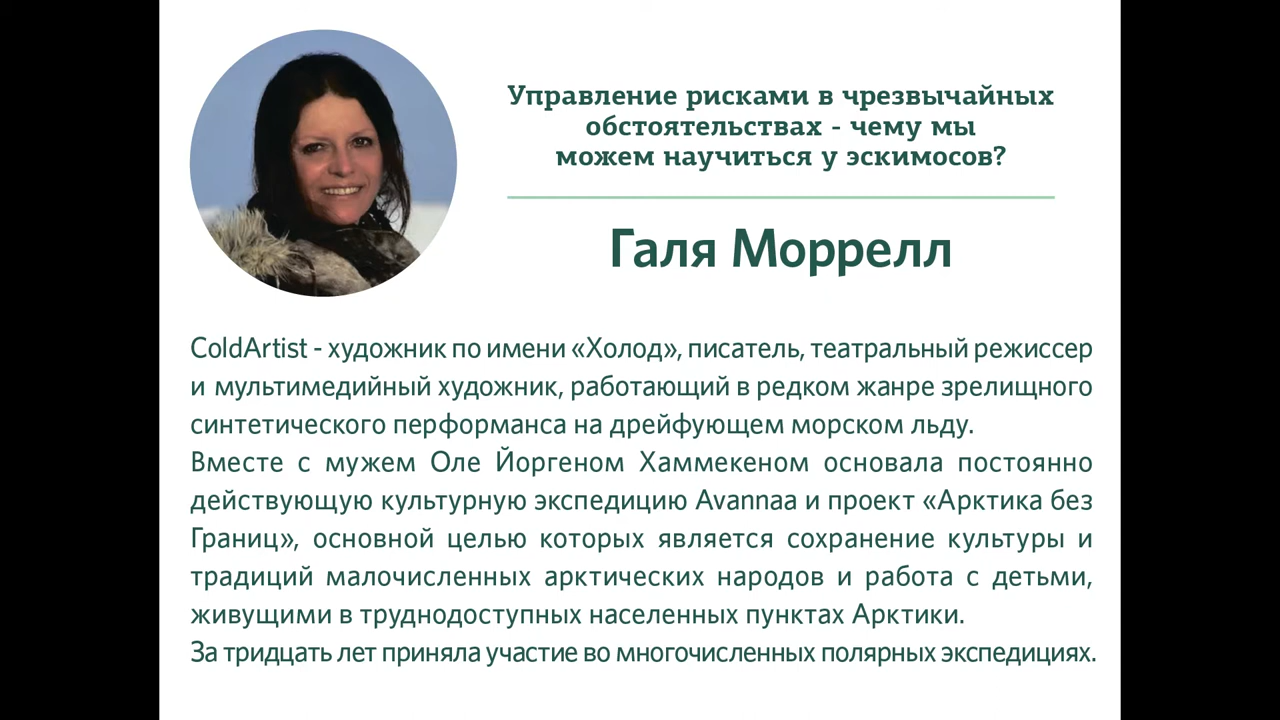 Управление рисками в чрезвычайных
обстоятельствах - чему мы
можем научиться у эскимосов?
Галя Моррелл
ColdArtist - художник по имени «Холод», писатель, театральный режиссер
и мультимедийный художник, работающий в редком жанре зрелищного
синтетического перформанса на дрейфующем морском льду.
Вместе с мужем Оле Йоргеном Хаммекеном основала постоянно
действующую культурную экспедицию Avannaa и проект «Арктика без
Границ», основной целью которых является сохранение культуры и
традиций малочисленных арктических народов и работа с детьми,
живущими в труднодоступных населенных пунктах Арктики.
За тридцать лет приняла участие во многочисленных полярных экспедициях.